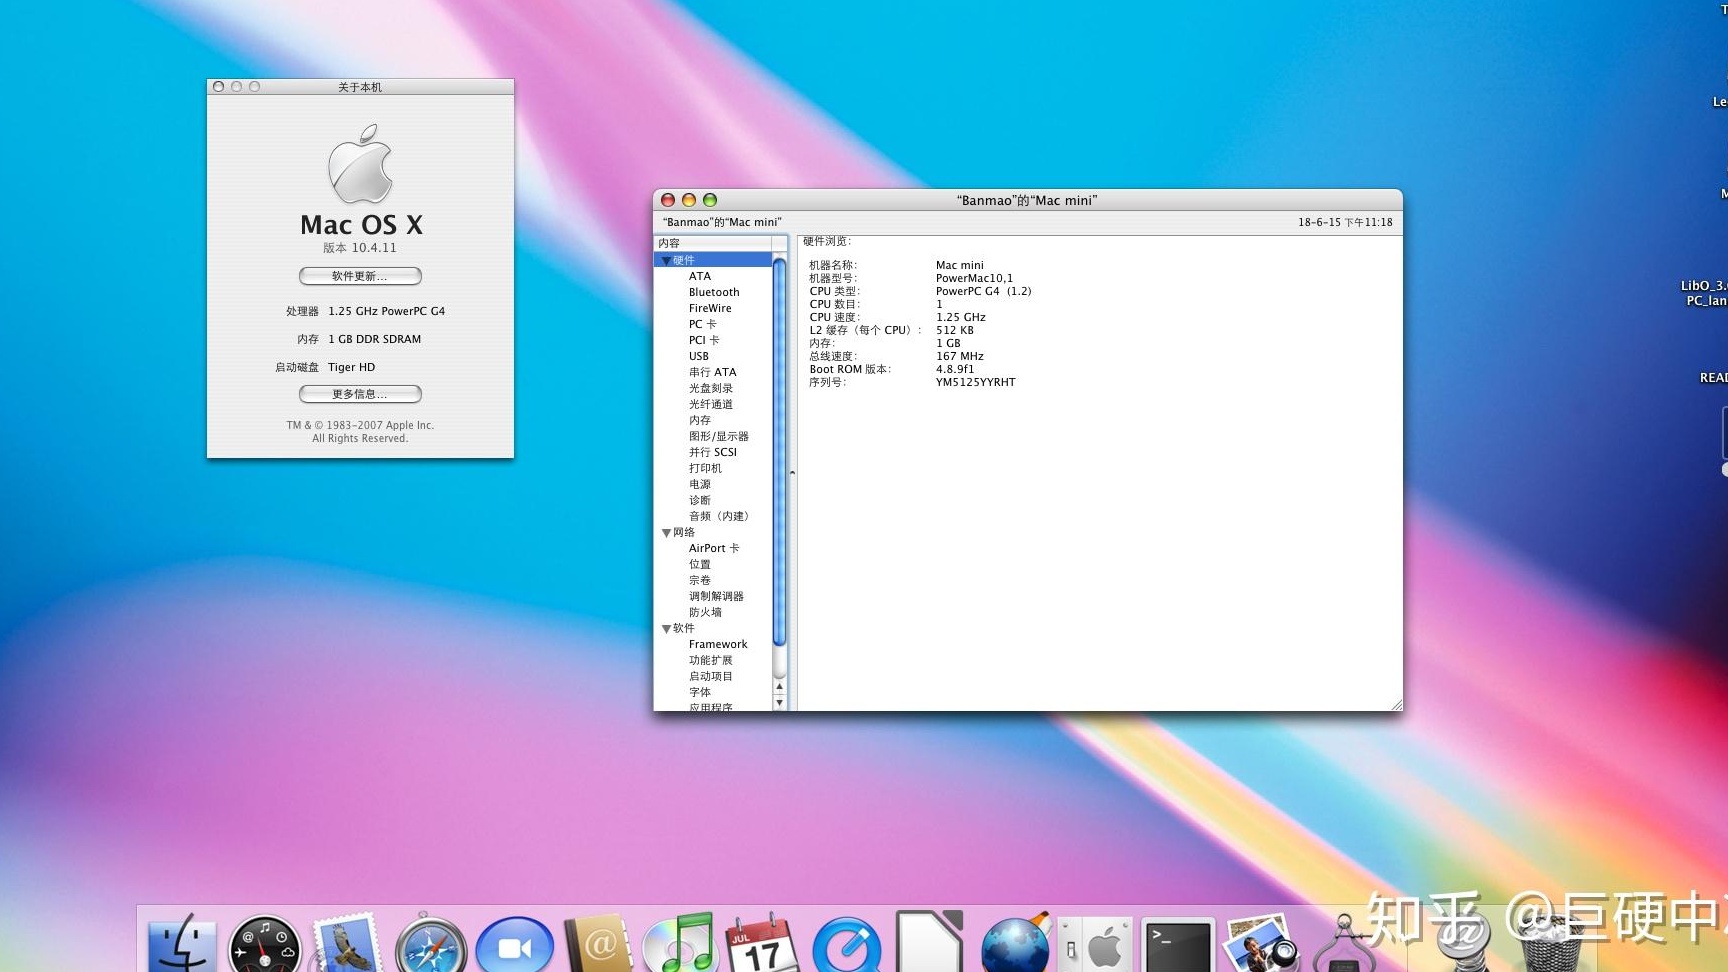 关于本机
Mac OS X
版本 10.4.11
软件更新...
处理器 1.25 GHz PowerPC G4
内存 1 GB DDR SDRAM
启动磁盘 Tiger HD
更多信息...
TM & © 1983-2007 Apple Inc.
All Rights Reserved.
“Banmao”的“Mac mini”
“Banmao”的“Mac mini” 18-6-15 下午11:18
内容
硬件
ATA
Bluetooth
FireWire
PC 卡
PCI 卡
USB
串行 ATA
光盘刻录
光纤通道
内存
图形/显示器
并行 SCSI
打印机
电源
诊断
音频（内建）
网络
AirPort 卡
位置
宗卷
调制解调器
防火墙
软件
Framework
功能扩展
启动项目
字体
应用程序
硬件浏览：
机器名称： Mac mini
机器型号： PowerMac10,1
CPU 类型： PowerPC G4 (1.2)
CPU 数目： 1
CPU 速度： 1.25 GHz
L2 缓存（每个 CPU）： 512 KB
内存： 1 GB
总线速度： 167 MHz
Boot ROM 版本： 4.8.9f1
序列号： YM5125YYRHT
Le
LibO_3.
PC_lan
READ
JUL
17
知乎 @巨硬中